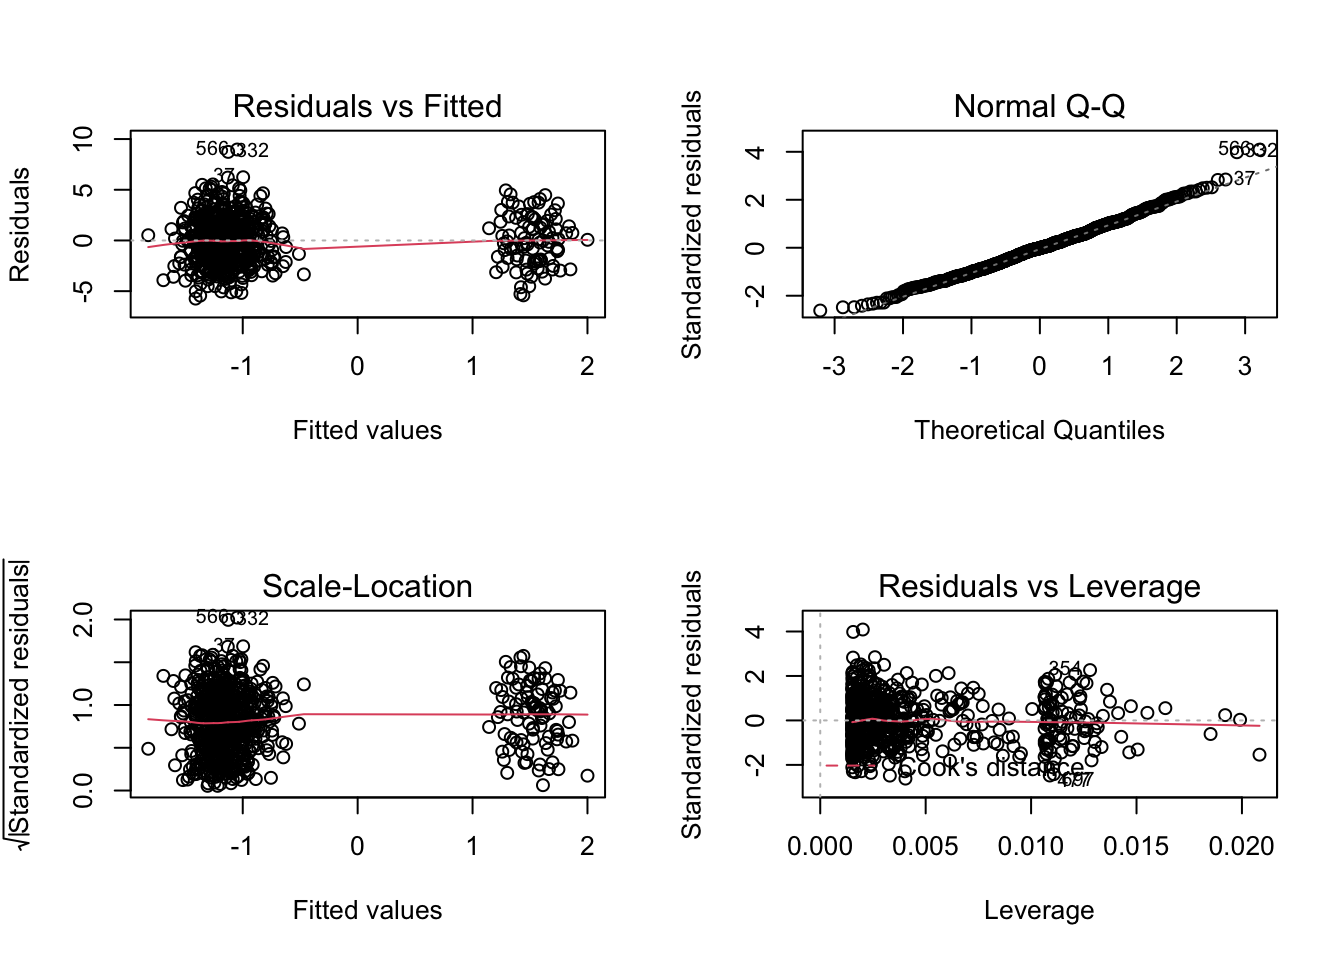 Residuals vs Fitted
Residuals
10
5
0
-5
566
332
37
-1 0 1 2
Fitted values
Normal Q-Q
Standardized residuals
4
2
0
-2
566
332
37
-3 -2 -1 0 1 2 3
Theoretical Quantiles
Scale-Location
√|Standardized residuals|
2.0
1.0
0.0
566
332
37
-1 0 1 2
Fitted values
Residuals vs Leverage
Standardized residuals
4
2
0
-2
354
Cook's distance
0.000 0.005 0.010 0.015 0.020
Leverage